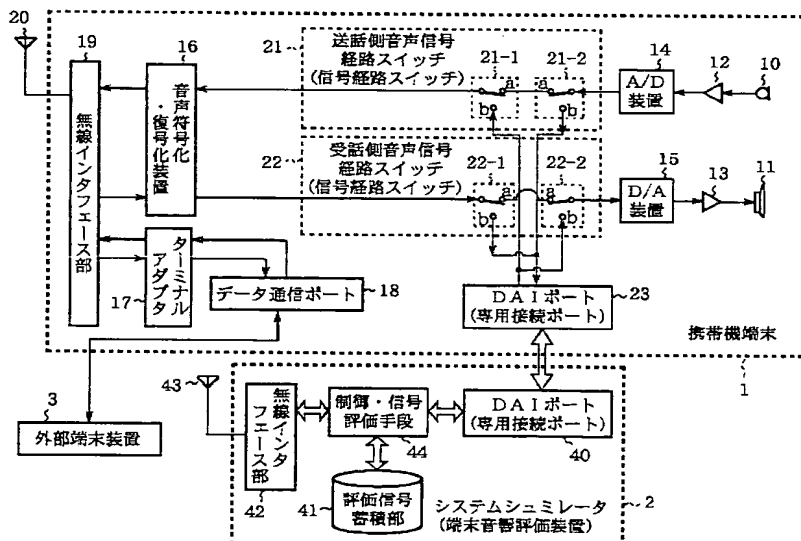 20
19
16
21
送話側音声信号
経路スイッチ
(信号経路スイッチ)
21-1
21-2
14
12
10
a
a
b
b
A/D
装置
無線インタフェース部
音声符号化
・復号化装置
22
受話側音声信号
経路スイッチ
(信号経路スイッチ)
22-1
22-2
15
13
11
a
a
b
b
D/A
装置
ターミナル
アダプタ
17
データ通信ポート
18
DAIポート
(専用接続ポート)
23
携帯機端末
1
43
3
外部端末装置
無線インタ
フェース部
42
制御・信号
評価手段
44
DAIポート
(専用接続ポート)
40
41
評価信号
蓄積部
システムシュミレータ
(端末音響評価装置)
2